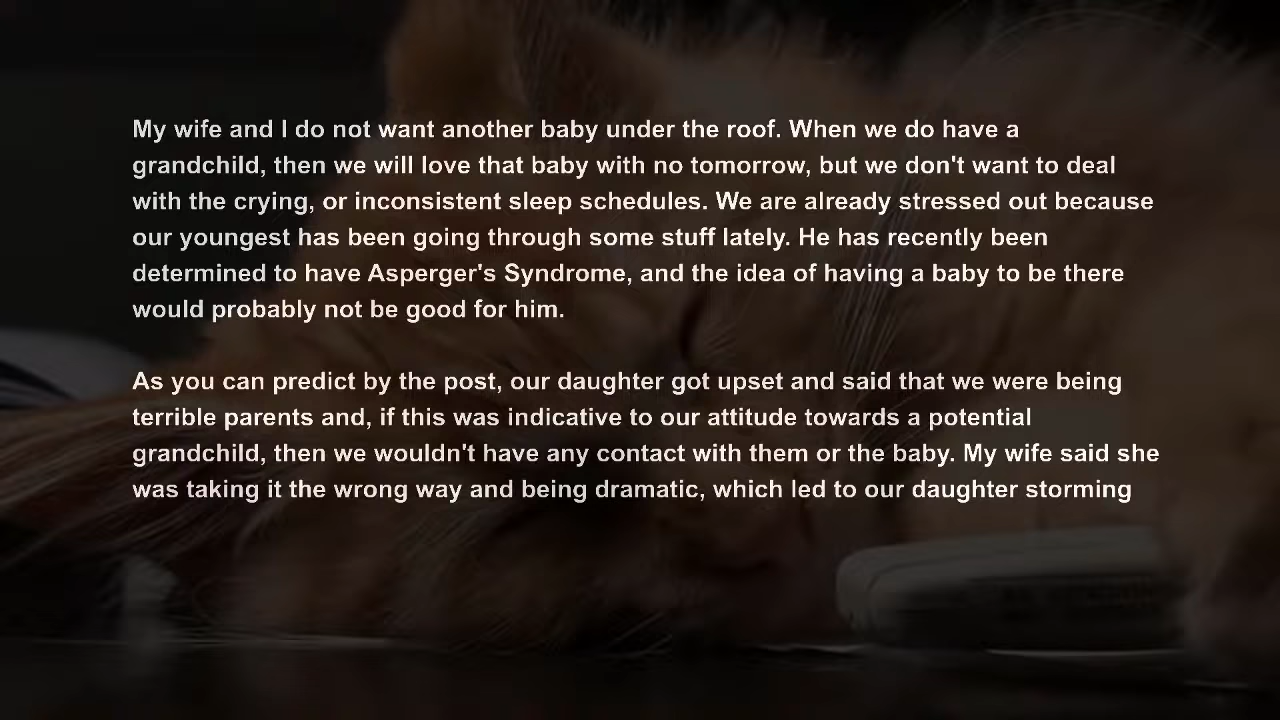 My wife and I do not want another baby under the roof. When we do have a
grandchild, then we will love that baby with no tomorrow, but we don't want to deal
with the crying, or inconsistent sleep schedules. We are already stressed out because
our youngest has been going through some stuff lately. He has recently been
determined to have Asperger's Syndrome, and the idea of having a baby to be there
would probably not be good for him.
As you can predict by the post, our daughter got upset and said that we were being
terrible parents and, if this was indicative to our attitude towards a potential
grandchild, then we wouldn't have any contact with them or the baby. My wife said she
was taking it the wrong way and being dramatic, which led to our daughter storming